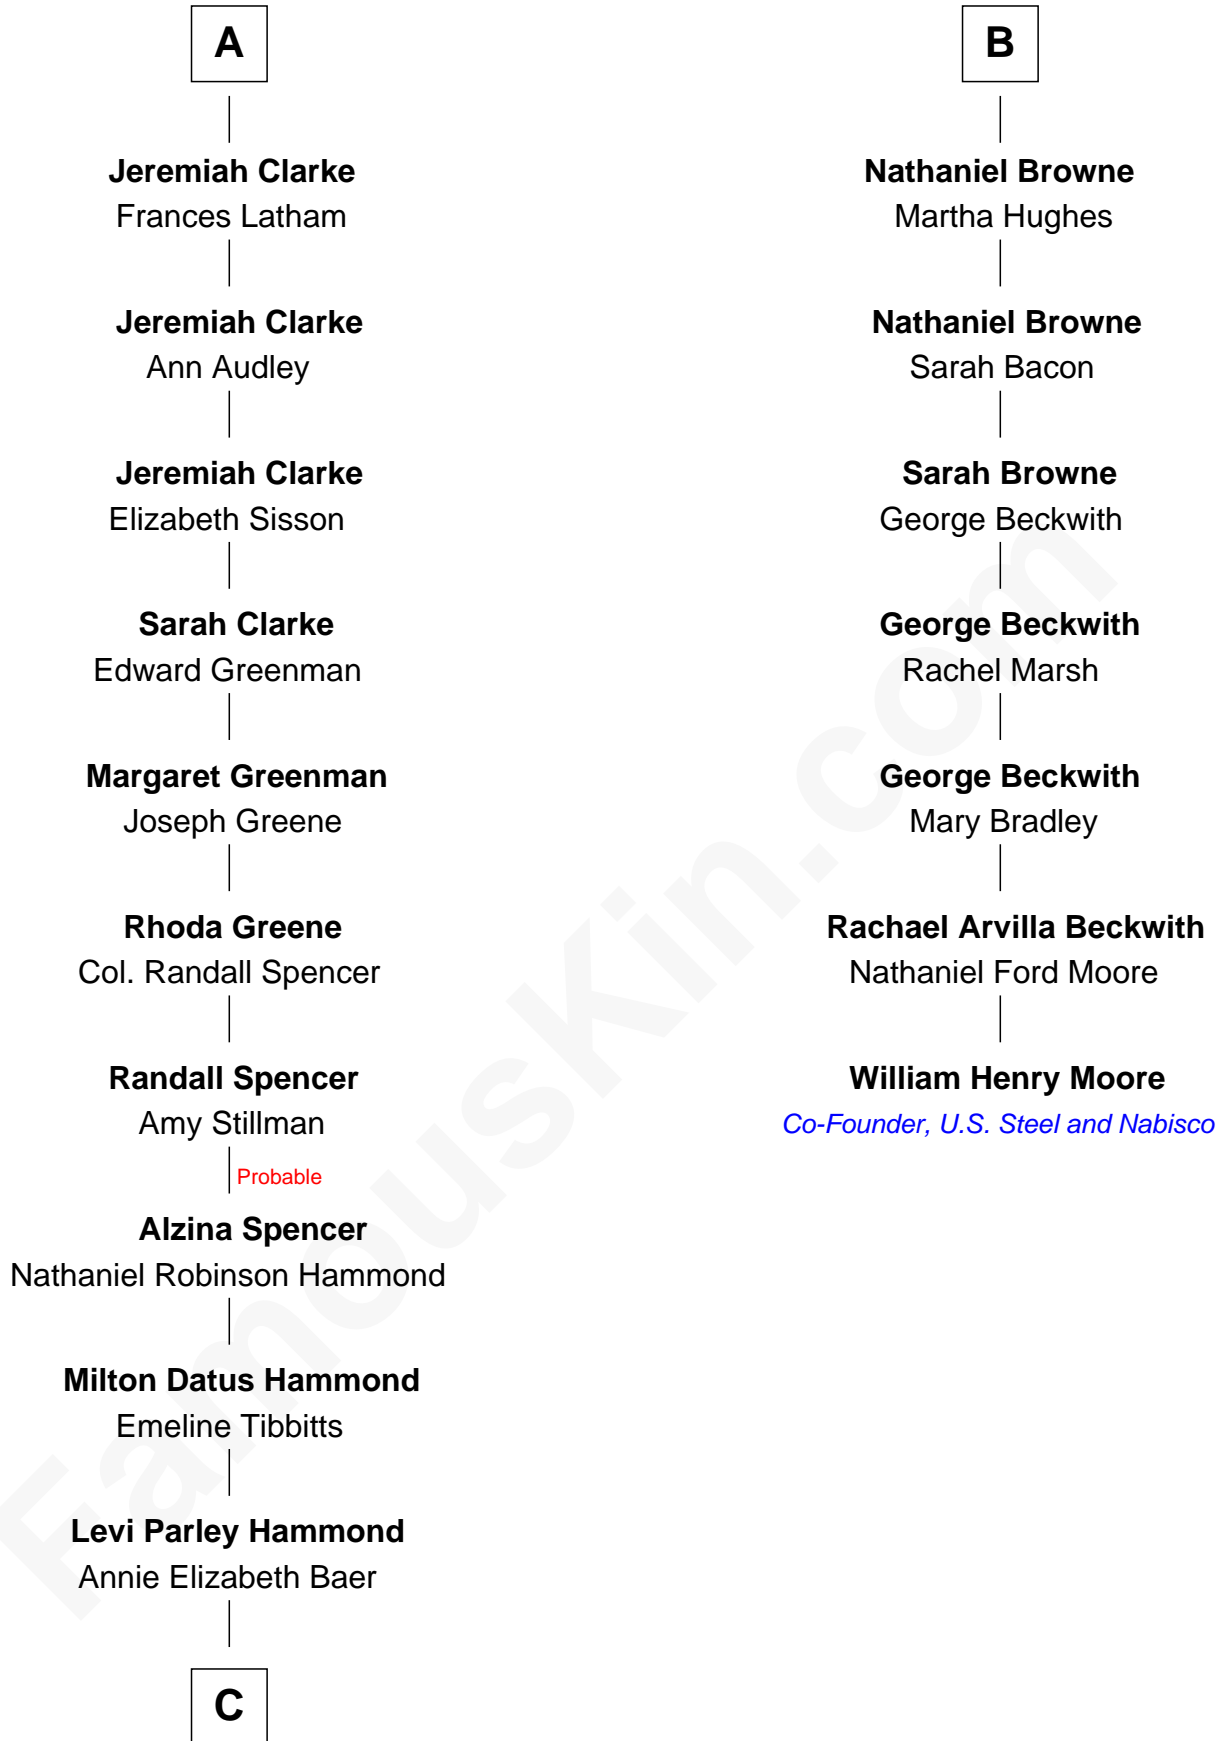 A
Jeremiah Clarke
Frances Latham
Jeremiah Clarke
Ann Audley
Jeremiah Clarke
Elizabeth Sisson
Sarah Clarke
Edward Greenman
Margaret Greenman
Joseph Greene
Rhoda Greene
Col. Randall Spencer
Randall Spencer
Amy Stillman
Probable
Alzina Spencer
Nathaniel Robinson Hammond
Milton Datus Hammond
Emeline Tibbitts
Levi Parley Hammond
Annie Elizabeth Baer
C
B
Nathaniel Browne
Martha Hughes
Nathaniel Browne
Sarah Bacon
Sarah Browne
George Beckwith
George Beckwith
Rachel Marsh
George Beckwith
Mary Bradley
Rachael Arvilla Beckwith
Nathaniel Ford Moore
William Henry Moore
Co-Founder, U.S. Steel and Nabisco
FamousKin.com